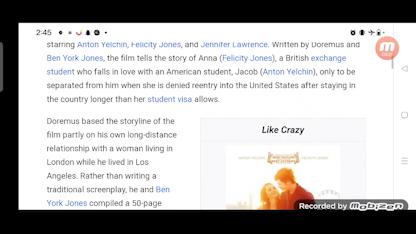 2:45
starring Anton Yelchin, Felicity Jones, and Jennifer Lawrence. Written by Doremus and
Ben York Jones, the film tells the story of Anna (Felicity Jones), a British exchange
student who falls in love with an American student, Jacob (Anton Yelchin), only to be
separated from him when she is denied reentry into the United States after staying in
the country longer than her student visa allows.
Doremus based the storyline of the
film partly on his own long-distance
relationship with a woman living in
London while he lived in Los
Angeles. Rather than writing a
traditional screenplay, he and Ben
York Jones compiled a 50-page
Like Crazy
Recorded by Mobizen